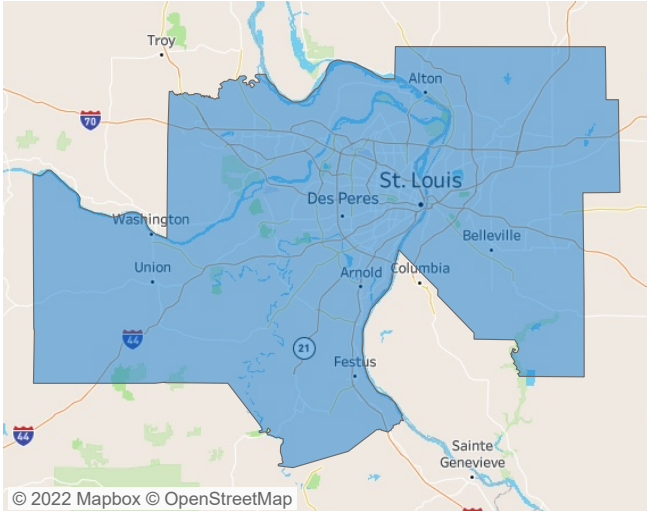 Troy
Alton
70
St. Louis
Des Peres
Washington
Belleville
Union
Arnold
Columbia
44
21
Festus
44
Sainte
Genevieve
© 2022 Mapbox © OpenStreetMap